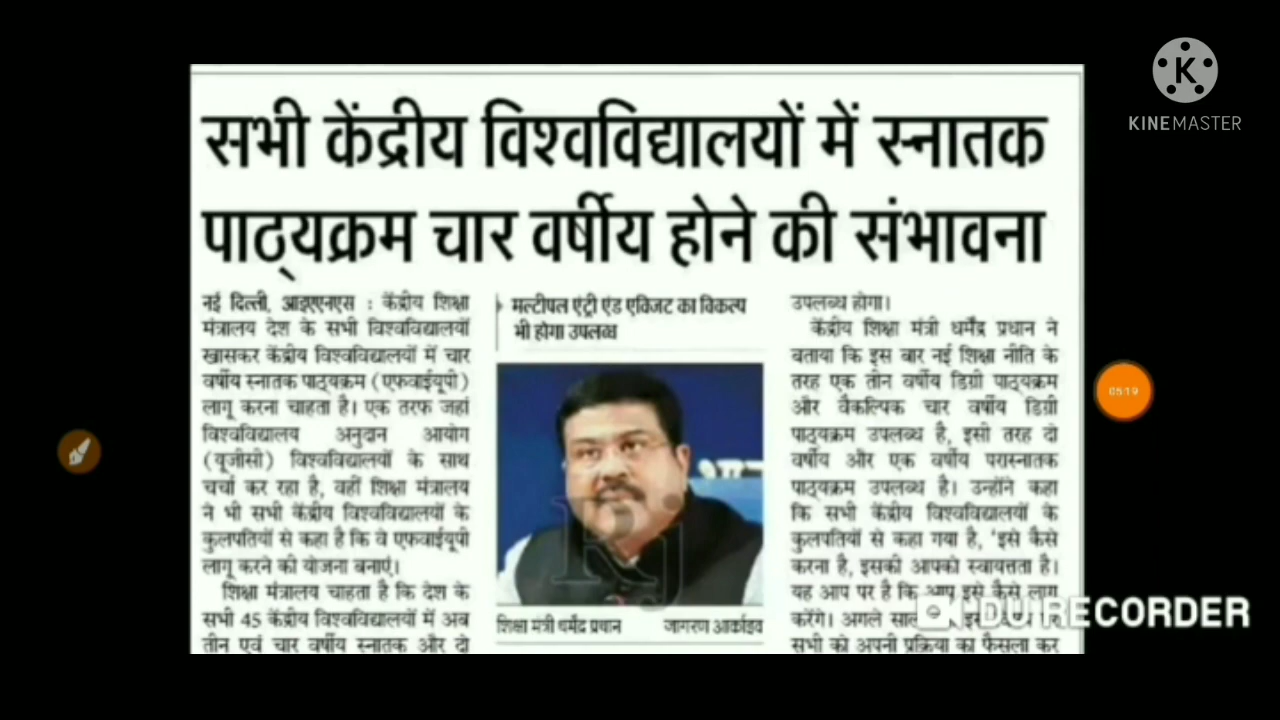 सभी केंद्रीय विश्वविद्यालयों में स्नातक
पाठ्यक्रम चार वर्षीय होने की संभावना
नई दिल्ली, आइएएनएस : केंद्रीय शिक्षा
मंत्रालय देश के सभी विश्वविद्यालयों
खासकर केंद्रीय विश्वविद्यालयों में चार
वर्षीय स्नातक पाठ्यक्रम (एफवाईयूपी)
लागू करना चाहता है। एक तरफ जहां
विश्वविद्यालय अनुदान आयोग
(यूजीसी) विश्वविद्यालयों के साथ
चर्चा कर रहा है, वहीं शिक्षा मंत्रालय
ने भी सभी केंद्रीय विश्वविद्यालयों के
कुलपतियों से कहा है कि वे एफवाईयूपी
लागू करने की योजना बनाएं।
शिक्षा मंत्रालय चाहता है कि देश के
सभी 45 केंद्रीय विश्वविद्यालयों में अब
तीन एवं चार वर्षीय स्नातक और दो
मल्टीपल एंट्री एंड एक्जिट का विकल्प
भी होगा उपलब्ध
Rj
शिक्षा मंत्री धर्मेंद्र प्रधान जागरण आर्काइव
उपलब्ध होगा।
केंद्रीय शिक्षा मंत्री धर्मेंद्र प्रधान ने
बताया कि इस बार नई शिक्षा नीति के
तरह एक तीन वर्षीय डिग्री पाठ्यक्रम
और वैकल्पिक चार वर्षीय डिग्री
पाठ्यक्रम उपलब्ध है, इसी तरह दो
वर्षीय और एक वर्षीय परास्नातक
पाठ्यक्रम उपलब्ध है। उन्होंने कहा
कि सभी केंद्रीय विश्वविद्यालयों के
कुलपतियों से कहा गया है, 'इसे कैसे
करना है, इसकी आपको स्वायत्तता है।
यह आप पर है कि आप इसे कैसे लागू
करेंगे। अगले
सभी को अपनी प्रक्रिया का फैसला कर
K
KINEMASTER
05:19
DU RECORDER